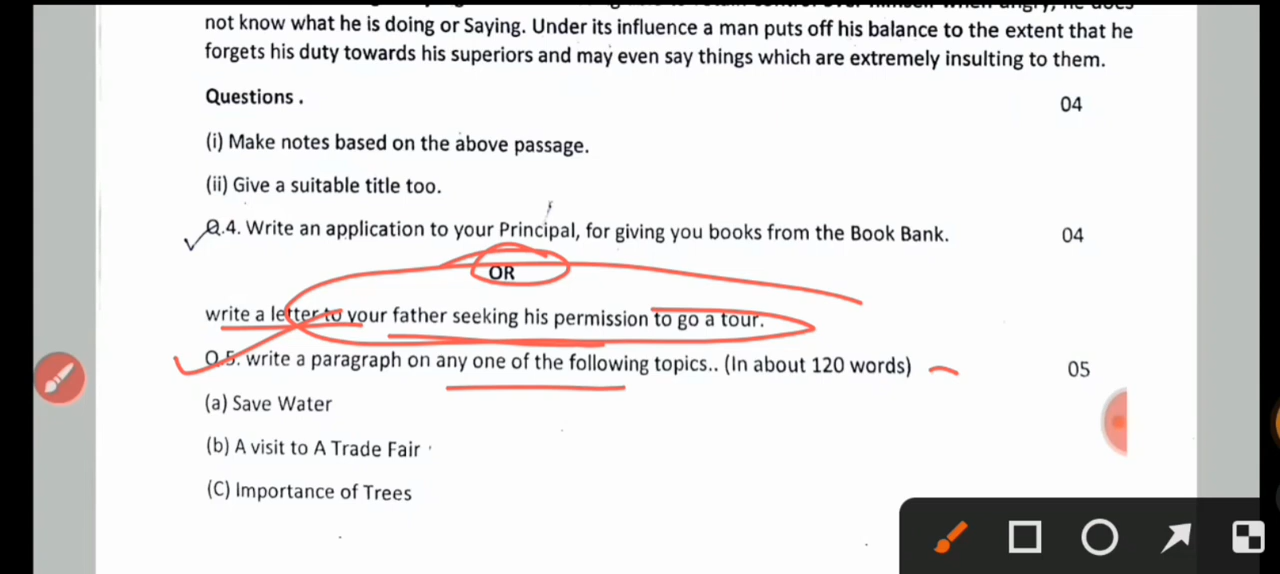 not know what he is doing or Saying. Under its influence a man puts off his balance to the extent that he
forgets his duty towards his superiors and may even say things which are extremely insulting to them.
Questions . 04
(i) Make notes based on the above passage.
(ii) Give a suitable title too.
Q.4. Write an application to your Principal, for giving you books from the Book Bank. 04
OR
write a letter to your father seeking his permission to go a tour.
Q.5. write a paragraph on any one of the following topics.. (In about 120 words) 05
(a) Save Water
(b) A visit to A Trade Fair
(C) Importance of Trees